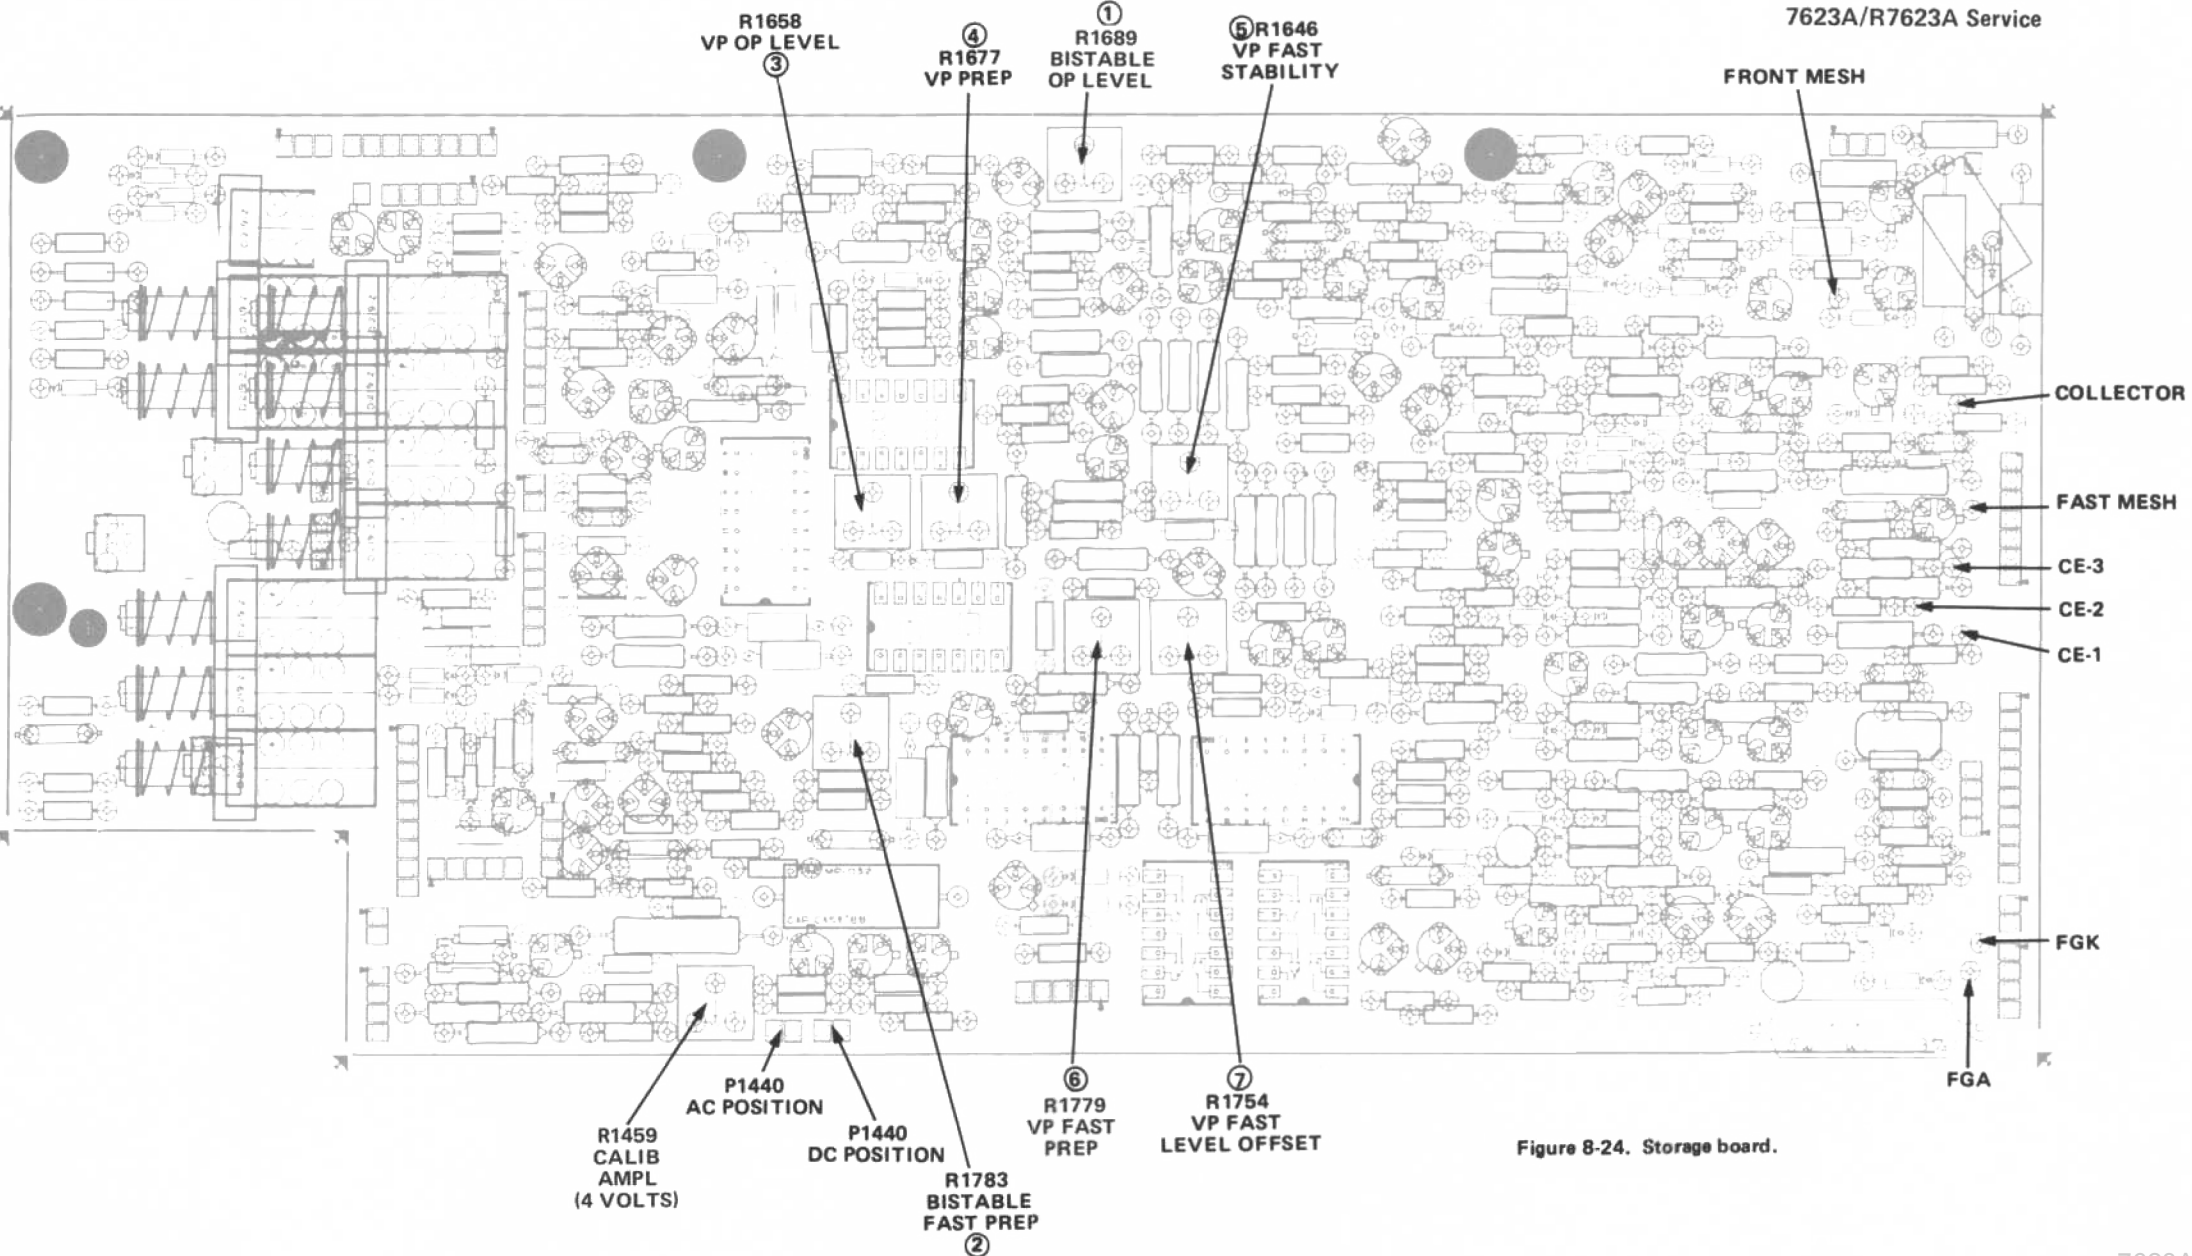 7623A/R7623A Service
R1658
VP OP LEVEL
③
④
R1677
VP PREP
①
R1689
BISTABLE
OP LEVEL
⑤R1646
VP FAST
STABILITY
FRONT MESH
COLLECTOR
FAST MESH
CE-3
CE-2
CE-1
FGK
FGA
R1459
CALIB
AMPL
(4 VOLTS)
P1440
AC POSITION
P1440
DC POSITION
R1783
BISTABLE
FAST PREP
②
⑥
R1779
VP FAST
PREP
⑦
R1754
VP FAST
LEVEL OFFSET
Figure 8-24. Storage board.